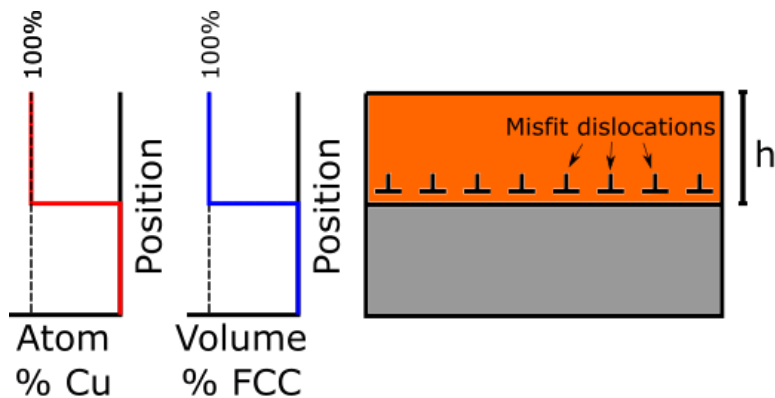 100%
100%
Position
Position
Misfit dislocations
h
Atom
% Cu
Volume
% FCC